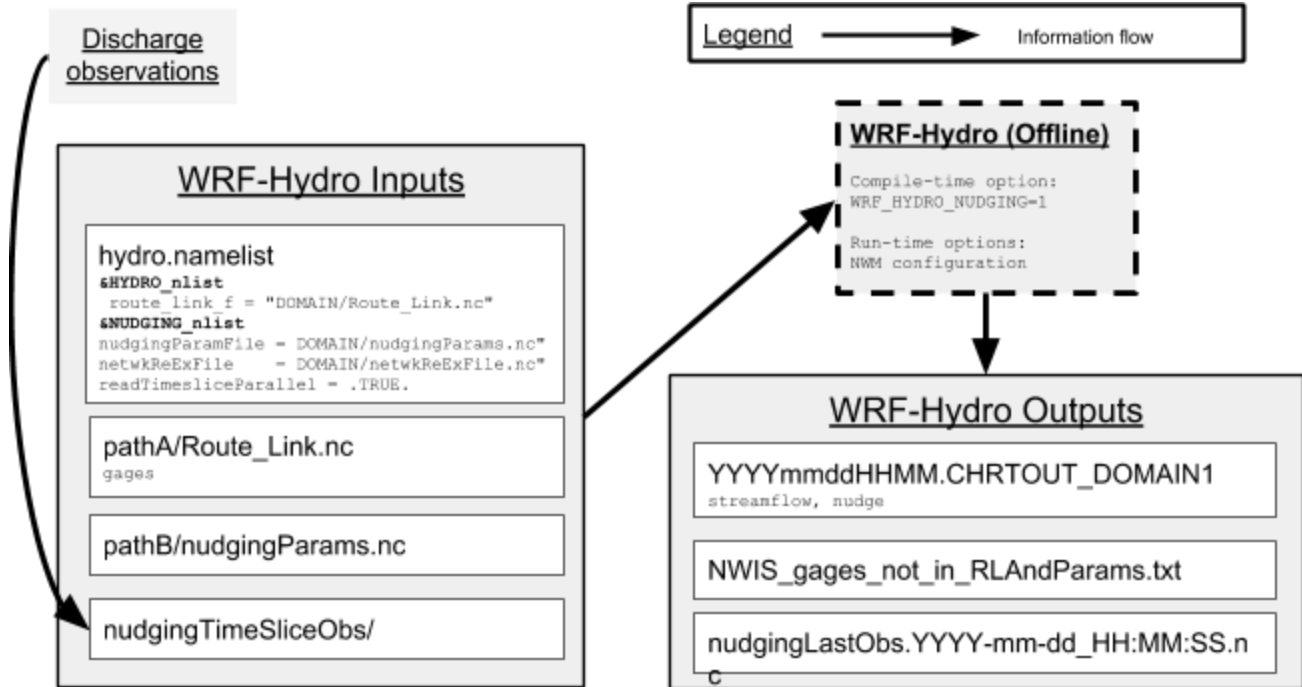 Discharge
observations
Legend
Information flow
WRF-Hydro Inputs
hydro.namelist
&HYDRO_nlist
route_link_f = "DOMAIN/Route_Link.nc"
&NUDGING_nlist
nudgingParamFile = DOMAIN/nudgingParams.nc"
netwkReExFile = DOMAIN/netwkReExFile.nc"
readTimesliceParallel = .TRUE.
pathA/Route_Link.nc
gages
pathB/nudgingParams.nc
nudgingTimeSliceObs/
WRF-Hydro (Offline)
Compile-time option:
WRF_HYDRO_NUDGING=1
Run-time options:
NWM configuration
WRF-Hydro Outputs
YYYYmmddHHMM.CHRTOUT_DOMAIN1
streamflow, nudge
NWIS_gages_not_in_RLAndParams.txt
nudgingLastObs.YYYY-mm-dd_HH:MM:SS.n
c